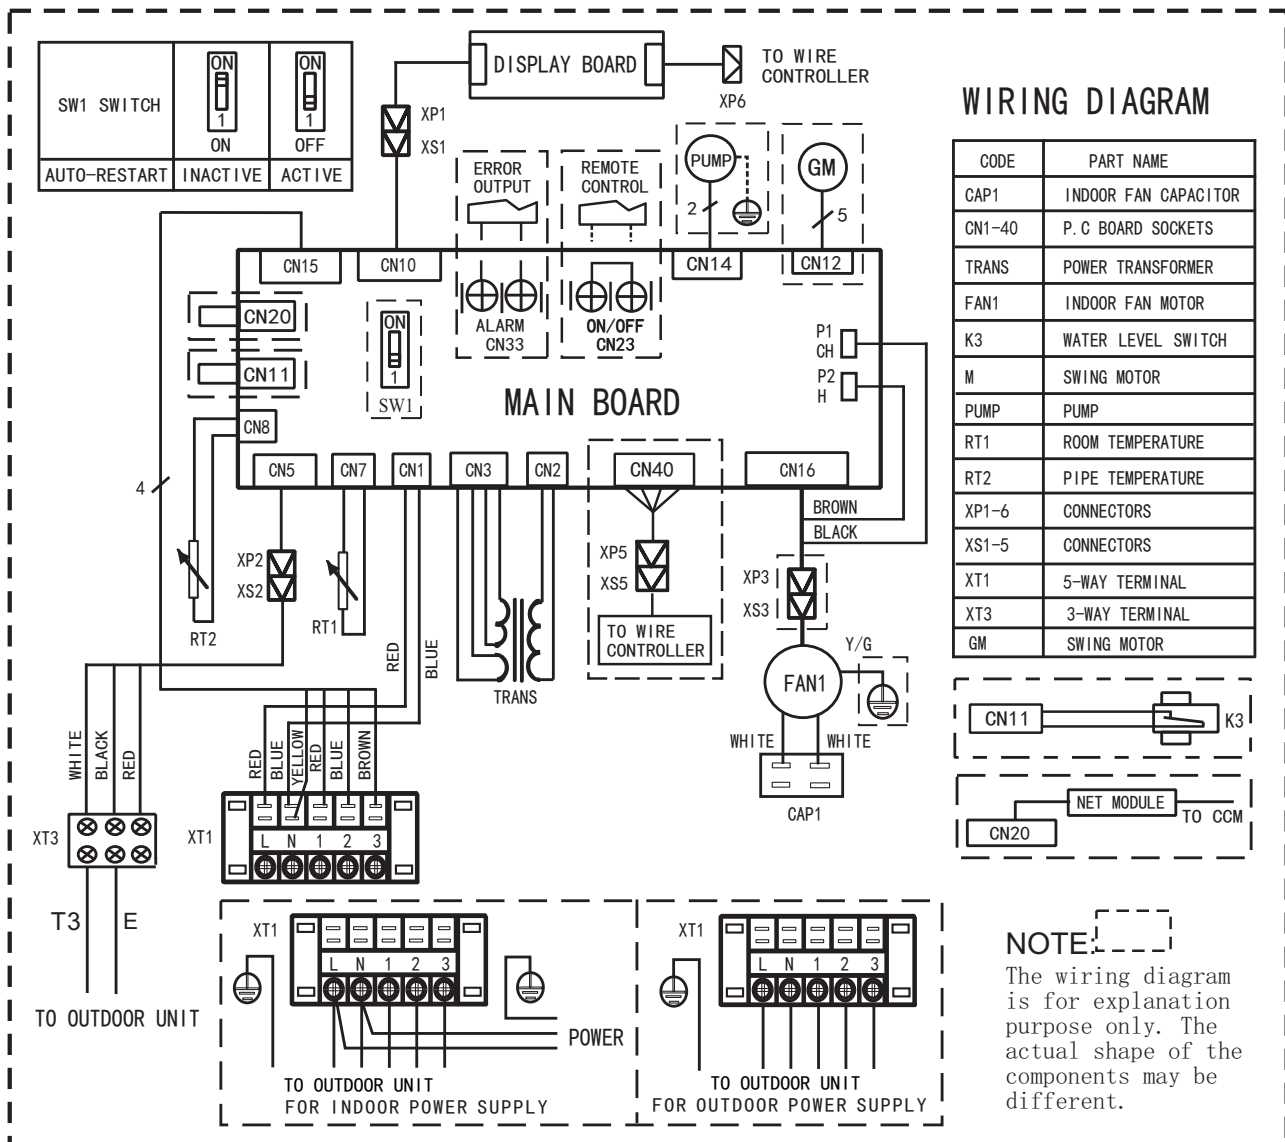 SW1 SWITCH
ON
1
ON
ON
1
OFF
AUTO-RESTART
INACTIVE
ACTIVE
DISPLAY BOARD
TO WIRE
CONTROLLER
XP6
XP1
XS1
ERROR
OUTPUT
REMOTE
CONTROL
PUMP
2
GM
5
CN15
CN10
CN14
CN12
CN20
CN11
CN8
ON
1
SW1
ALARM
CN33
ON/OFF
CN23
P1
CH
P2
H
MAIN BOARD
CN5
CN7
CN1
CN3
CN2
CN40
CN16
4
BROWN
BLACK
XP2
XS2
RT2
RT1
RED
BLUE
TRANS
XP5
XS5
TO WIRE
CONTROLLER
XP3
XS3
Y/G
FAN1
WHITE
WHITE
CAP1
WHITE
BLACK
RED
RED
BLUE
YELLOW
RED
BLUE
BROWN
XT3
XT1
L N 1 2 3
T3
E
TO OUTDOOR UNIT
XT1
L N 1 2 3
POWER
TO OUTDOOR UNIT
FOR INDOOR POWER SUPPLY
XT1
L N 1 2 3
TO OUTDOOR UNIT
FOR OUTDOOR POWER SUPPLY
WIRING DIAGRAM
CODE PART NAME
CAP1 INDOOR FAN CAPACITOR
CN1-40 P.C BOARD SOCKETS
TRANS POWER TRANSFORMER
FAN1 INDOOR FAN MOTOR
K3 WATER LEVEL SWITCH
M SWING MOTOR
PUMP PUMP
RT1 ROOM TEMPERATURE
RT2 PIPE TEMPERATURE
XP1-6 CONNECTORS
XS1-5 CONNECTORS
XT1 5-WAY TERMINAL
XT3 3-WAY TERMINAL
GM SWING MOTOR
CN11
K3
NET MODULE
TO CCM
CN20
NOTE:
The wiring diagram
is for explanation
purpose only. The
actual shape of the
components may be
different.